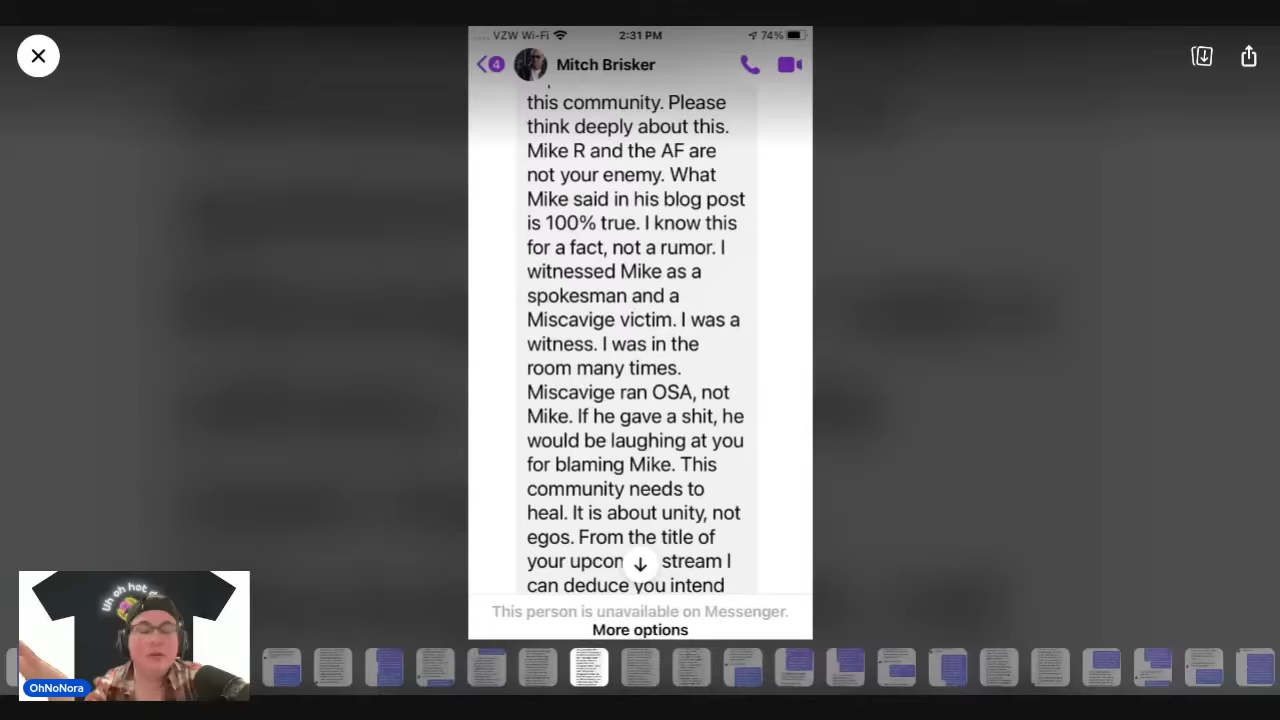 VZW Wi-Fi
2:31 PM
74%
4
Mitch Brisker
this community. Please
think deeply about this.
Mike R and the AF are
not your enemy. What
Mike said in his blog post
is 100% true. I know this
for a fact, not a rumor. I
witnessed Mike as a
spokesman and a
Miscavige victim. I was a
witness. I was in the
room many times.
Miscavige ran OSA, not
Mike. If he gave a shit, he
would be laughing at you
for blaming Mike. This
community needs to
heal. It is about unity, not
egos. From the title of
your upcom stream I
can deduce you intend
This person is unavailable on Messenger.
More options
Uh oh hot
OhNoNora